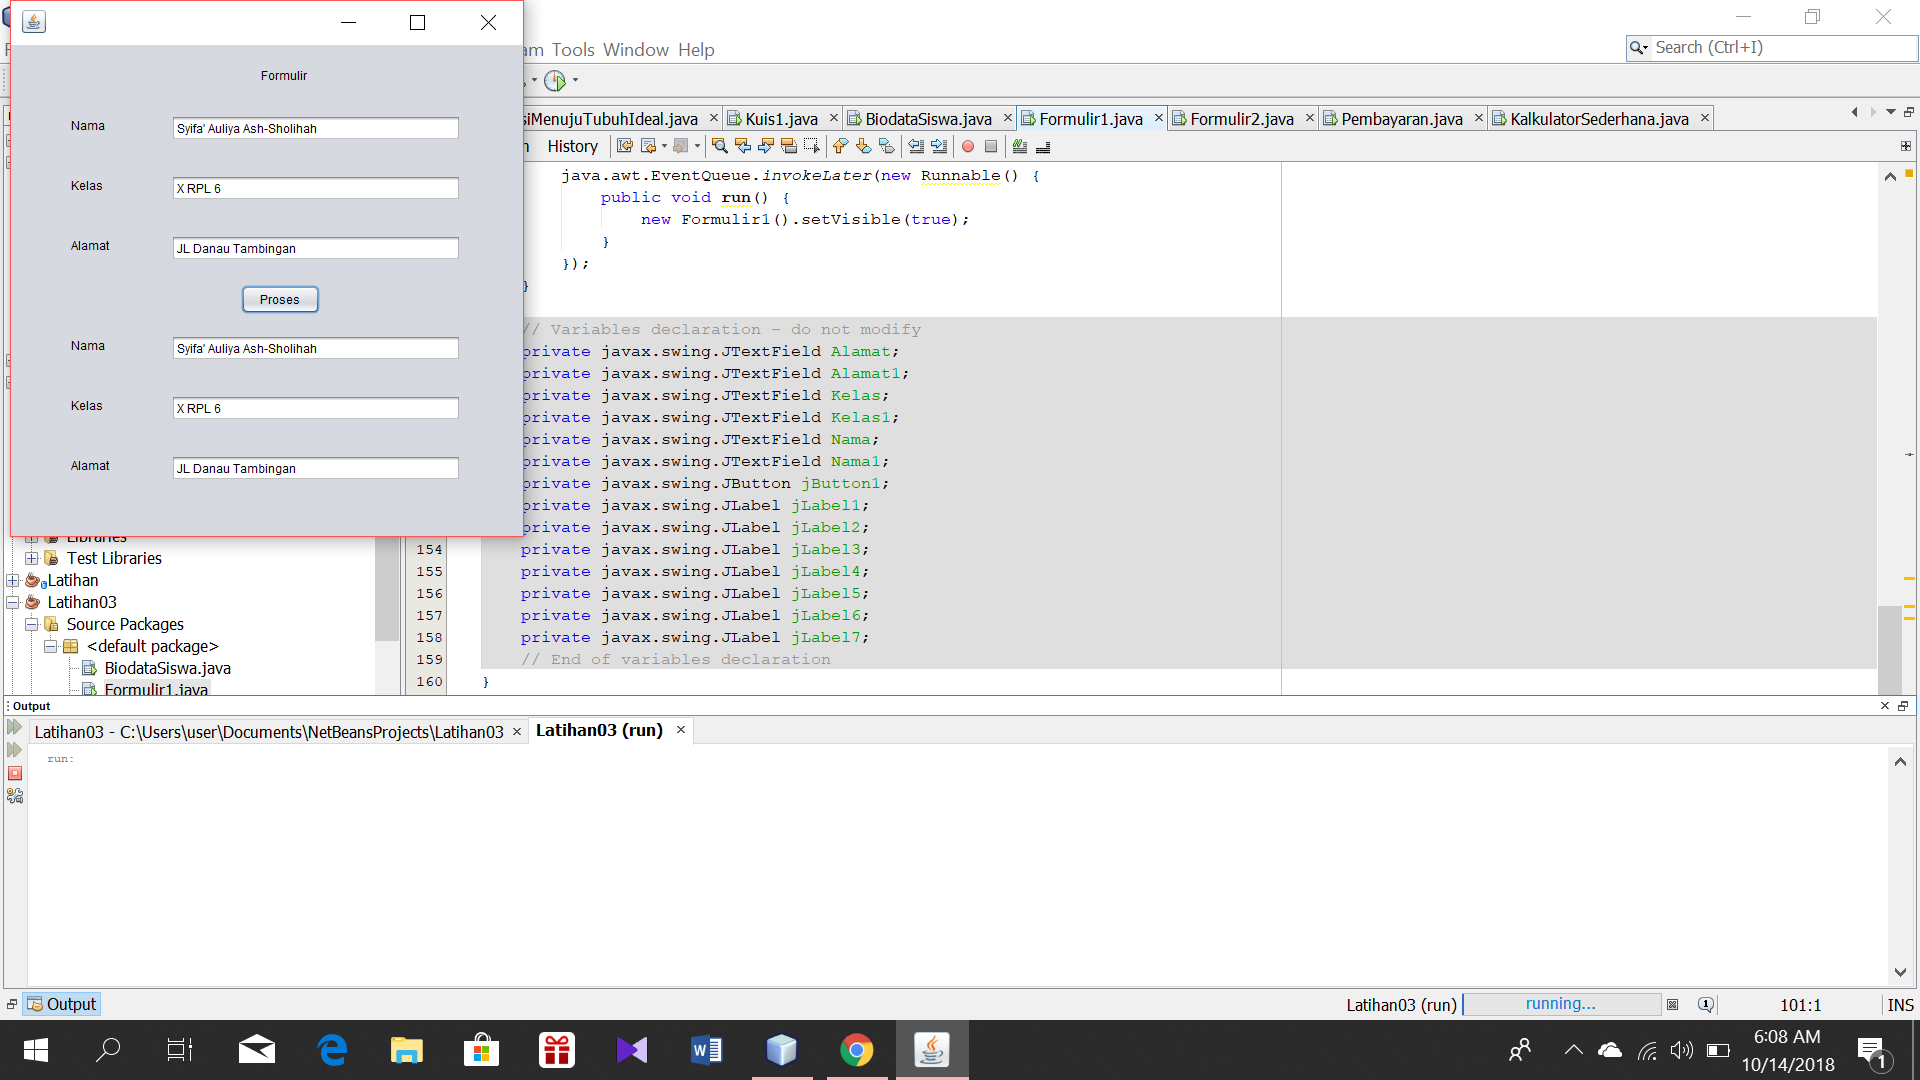 Formulir
Nama
Syifa' Auliya Ash-Sholihah
Kelas
X RPL 6
Alamat
JL Danau Tambingan
Proses
Nama
Syifa' Auliya Ash-Sholihah
Kelas
X RPL 6
Alamat
JL Danau Tambingan
Tools Window Help
Search (Ctrl+I)
siMenujuTubuhIdeal.java Kuis1.java BiodataSiswa.java Formulir1.java Formulir2.java Pembayaran.java KalkulatorSederhana.java
History
java.awt.EventQueue.invokeLater(new Runnable() {
public void run() {
new Formulir1().setVisible(true);
}
});
}
// Variables declaration - do not modify
private javax.swing.JTextField Alamat;
private javax.swing.JTextField Alamat1;
private javax.swing.JTextField Kelas;
private javax.swing.JTextField Kelas1;
private javax.swing.JTextField Nama;
private javax.swing.JTextField Nama1;
private javax.swing.JButton jButton1;
private javax.swing.JLabel jLabel1;
private javax.swing.JLabel jLabel2;
154 private javax.swing.JLabel jLabel3;
155 private javax.swing.JLabel jLabel4;
156 private javax.swing.JLabel jLabel5;
157 private javax.swing.JLabel jLabel6;
158 private javax.swing.JLabel jLabel7;
159 // End of variables declaration
160 }
Libraries
Test Libraries
Latihan
Latihan03
Source Packages
<default package>
BiodataSiswa.java
Formulir1.java
Output
Latihan03 - C:\Users\user\Documents\NetBeansProjects\Latihan03 Latihan03 (run)
run:
Output
Latihan03 (run) running... 101:1 INS
6:08 AM
10/14/2018
1